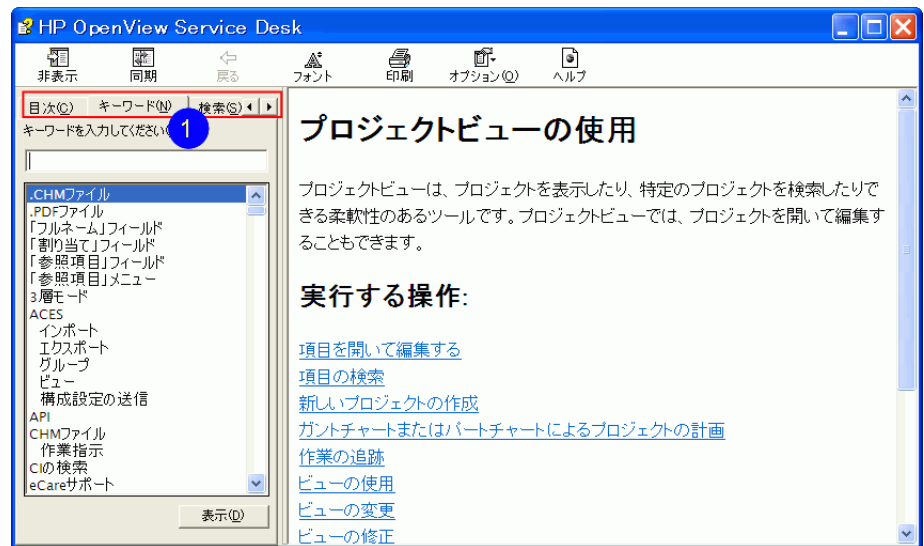 HP OpenView Service Desk
非表示 同期 戻る フォント 印刷 オプション(O) ヘルプ
目次(C) キーワード(N) 検索(S)
キーワードを入力してください
1
.CHMファイル
.PDFファイル
「フルネーム」フィールド
「割り当て」フィールド
「参照項目」フィールド
「参照項目」メニュー
3層モード
ACES
インポート
エクスポート
グループ
ビュー
構成設定の送信
API
CHMファイル
作業指示
CIの検索
eCareサポート
表示(D)
プロジェクトビューの使用
プロジェクトビューは、プロジェクトを表示したり、特定のプロジェクトを検索したりで
きる柔軟性のあるツールです。プロジェクトビューでは、プロジェクトを開いて編集す
ることもできます。
実行する操作:
項目を開いて編集する
項目の検索
新しいプロジェクトの作成
ガントチャートまたはパートチャートによるプロジェクトの計画
作業の追跡
ビューの使用
ビューの変更
ビューの修正